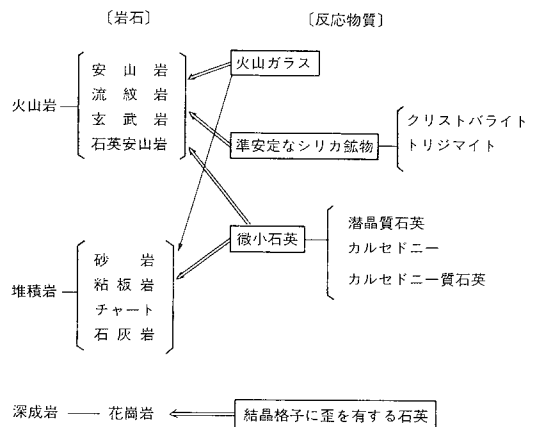 〔岩石〕 〔反応物質〕
安山岩
流紋岩
玄武岩
石英安山岩
火山岩
火山ガラス
準安定なシリカ鉱物
クリストバライト
トリジマイト
微小石英
潜晶質石英
カルセドニー
カルセドニー質石英
砂岩
粘板岩
チャート
石灰岩
堆積岩
深成岩 花崗岩 結晶格子に歪を有する石英